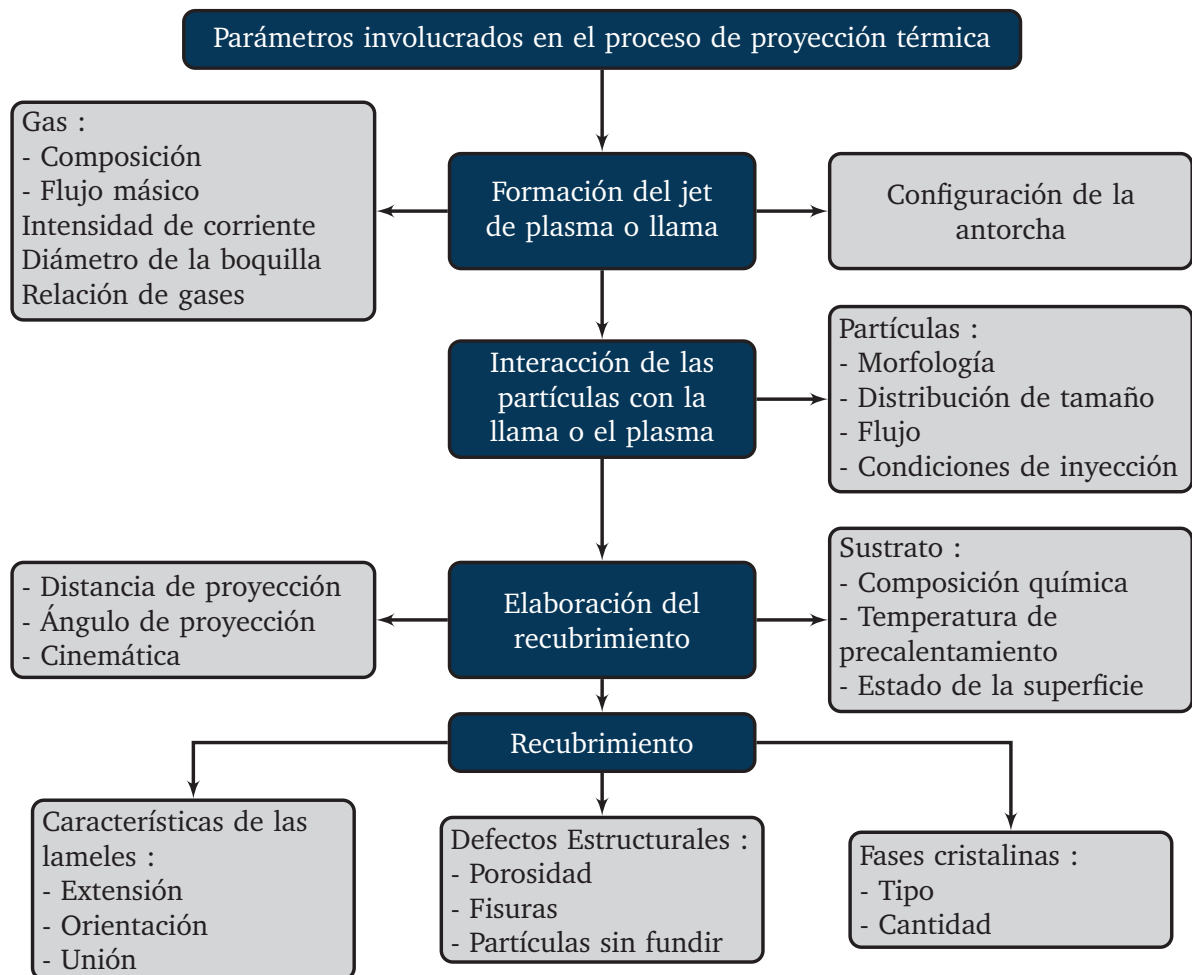 Parámetros involucrados en el proceso de proyección térmica
Gas :
- Composición
- Flujo másico
Intensidad de corriente
Diámetro de la boquilla
Relación de gases
Formación del jet
de plasma o llama
Configuración de la
antorcha
Interacción de las
partículas con la
llama o el plasma
Partículas :
- Morfología
- Distribución de tamaño
- Flujo
- Condiciones de inyección
- Distancia de proyección
- Ángulo de proyección
- Cinemática
Elaboración del
recubrimiento
Sustrato :
- Composición química
- Temperatura de
precalentamiento
- Estado de la superficie
Recubrimiento
Características de las
lameles :
- Extensión
- Orientación
- Unión
Defectos Estructurales :
- Porosidad
- Fisuras
- Partículas sin fundir
Fases cristalinas :
- Tipo
- Cantidad